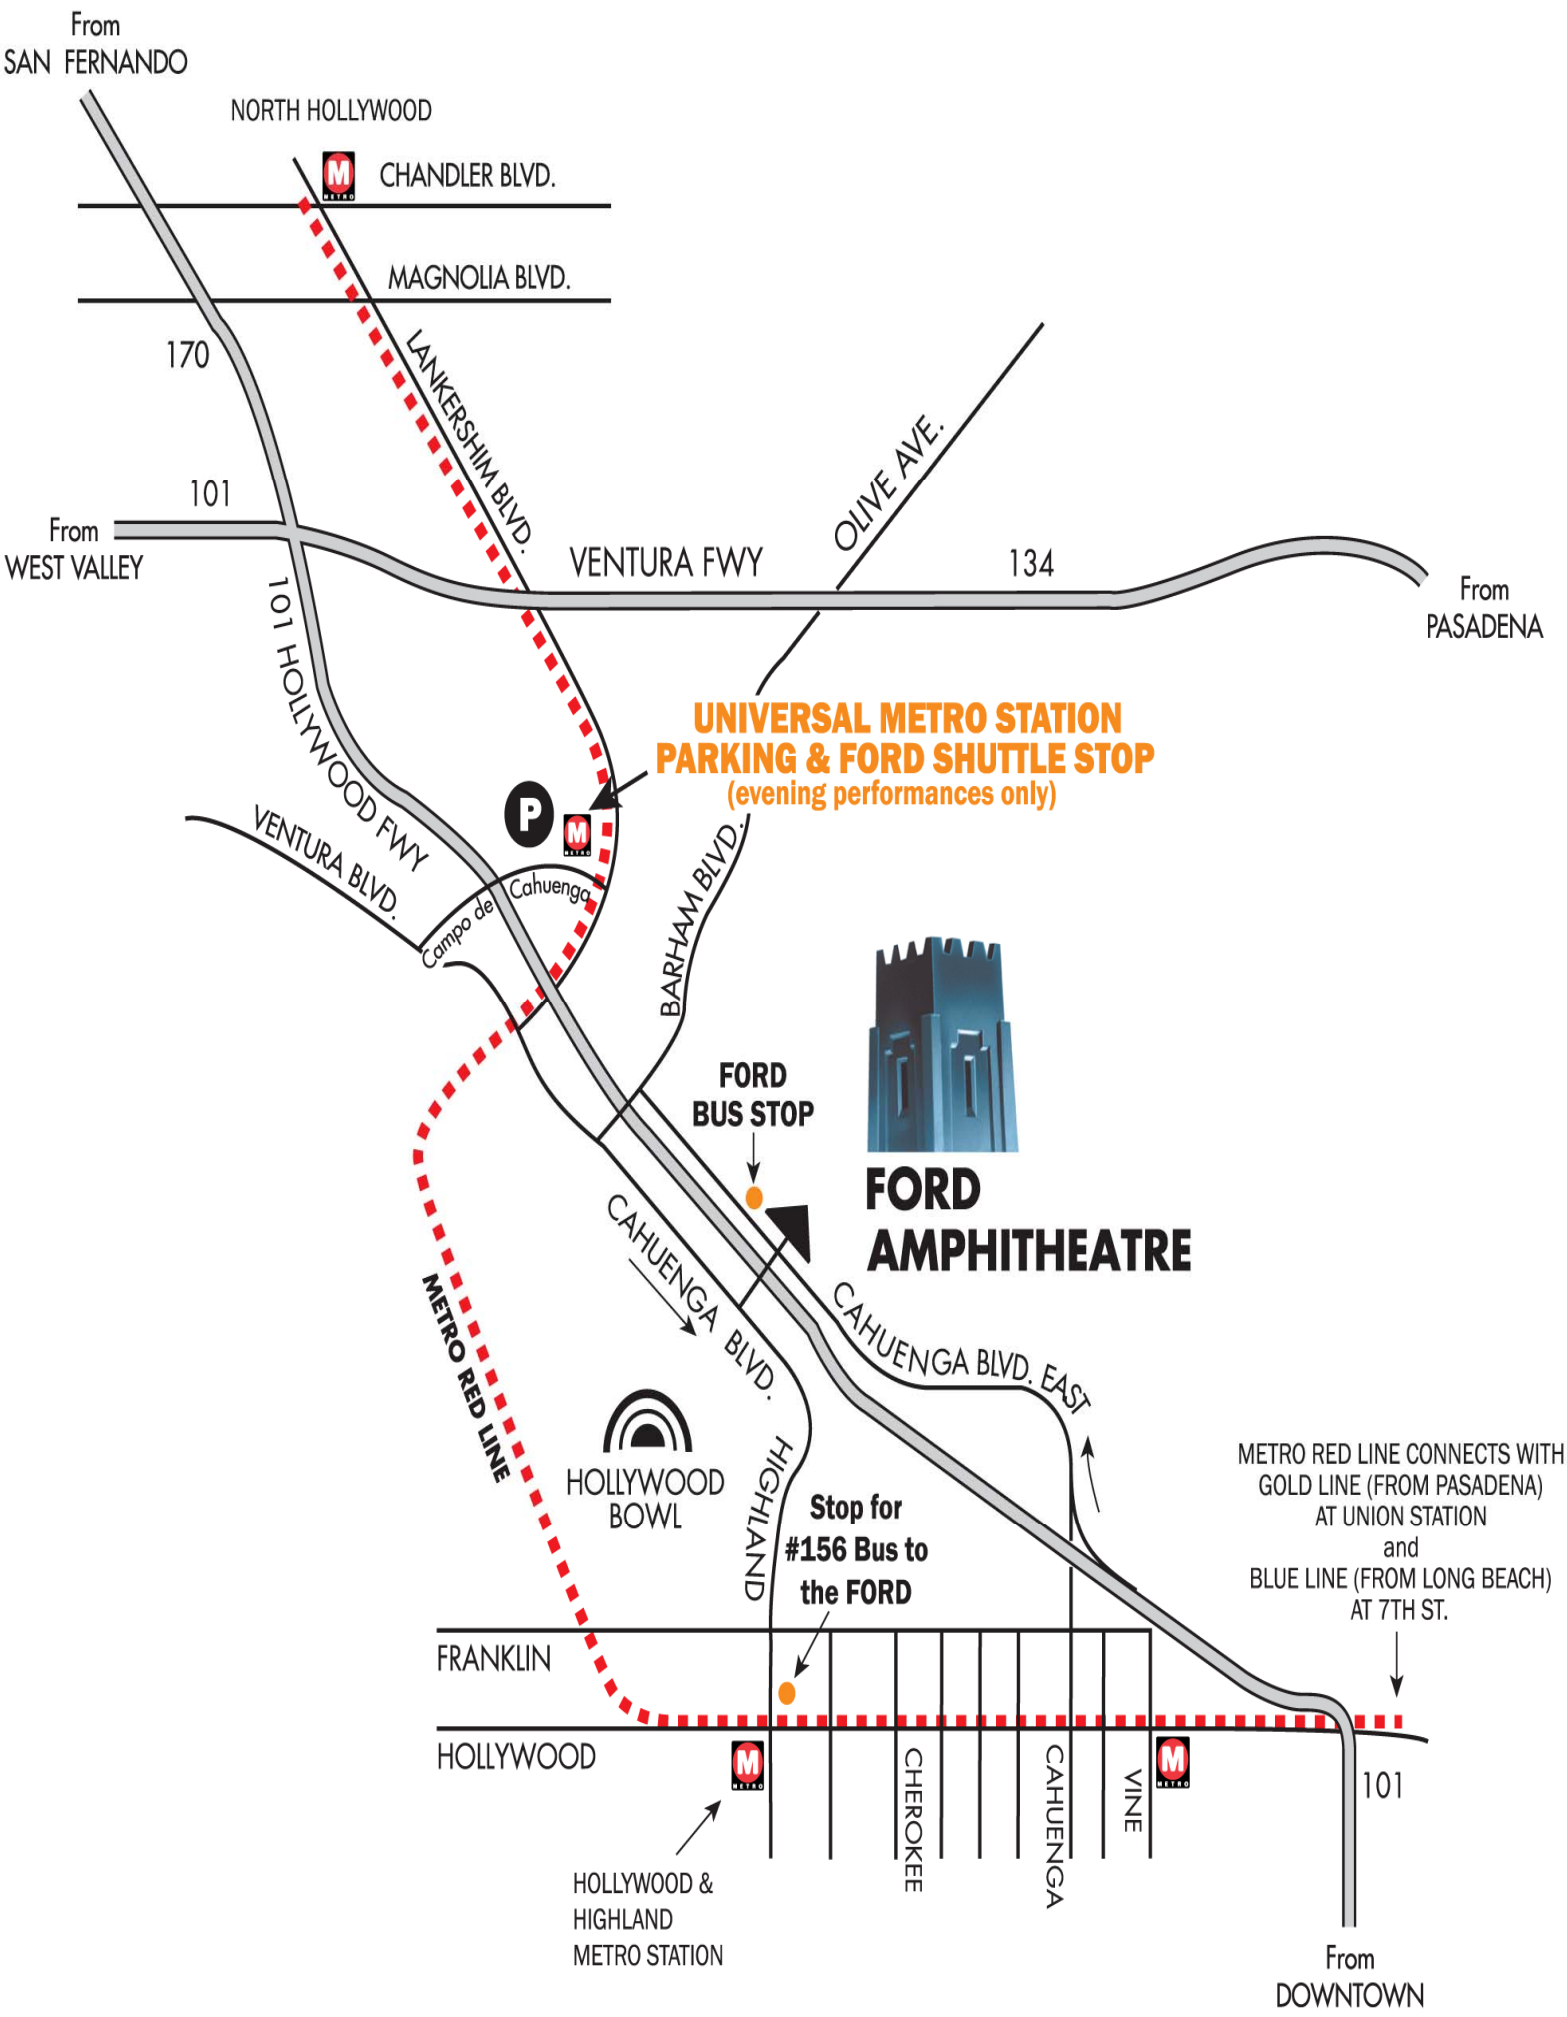 From
SAN FERNANDO
NORTH HOLLYWOOD
M
METRO
CHANDLER BLVD.
MAGNOLIA BLVD.
170
LANKERSHIM BLVD.
OLIVE AVE.
101
From
WEST VALLEY
VENTURA FWY
134
From
PASADENA
101 HOLLYWOOD FWY
UNIVERSAL METRO STATION
PARKING & FORD SHUTTLE STOP
(evening performances only)
P
M
METRO
VENTURA BLVD.
Campo de Cahuenga
BARHAM BLVD.
FORD
BUS STOP
FORD
AMPHITHEATRE
CAHUENGA BLVD.
CAHUENGA BLVD. EAST
METRO RED LINE
HOLLYWOOD
BOWL
HIGHLAND
Stop for
#156 Bus to
the FORD
METRO RED LINE CONNECTS WITH
GOLD LINE (FROM PASADENA)
AT UNION STATION
and
BLUE LINE (FROM LONG BEACH)
AT 7TH ST.
FRANKLIN
HOLLYWOOD
M
METRO
CHEROKEE
CAHUENGA
VINE
M
METRO
101
HOLLYWOOD &
HIGHLAND
METRO STATION
From
DOWNTOWN